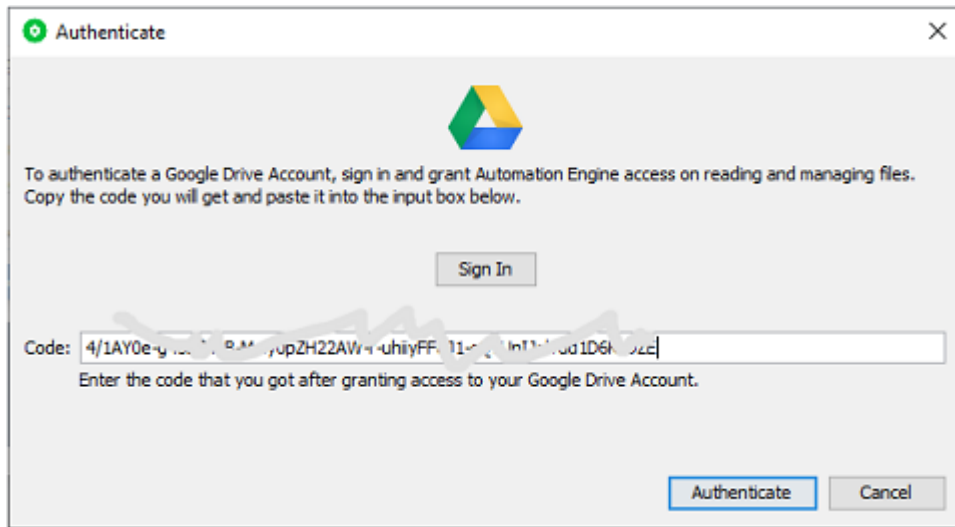 Authenticate
To authenticate a Google Drive Account, sign in and grant Automation Engine access on reading and managing files.
Copy the code you will get and paste it into the input box below.
Sign In
Code:
Enter the code that you got after granting access to your Google Drive Account.
Authenticate
Cancel